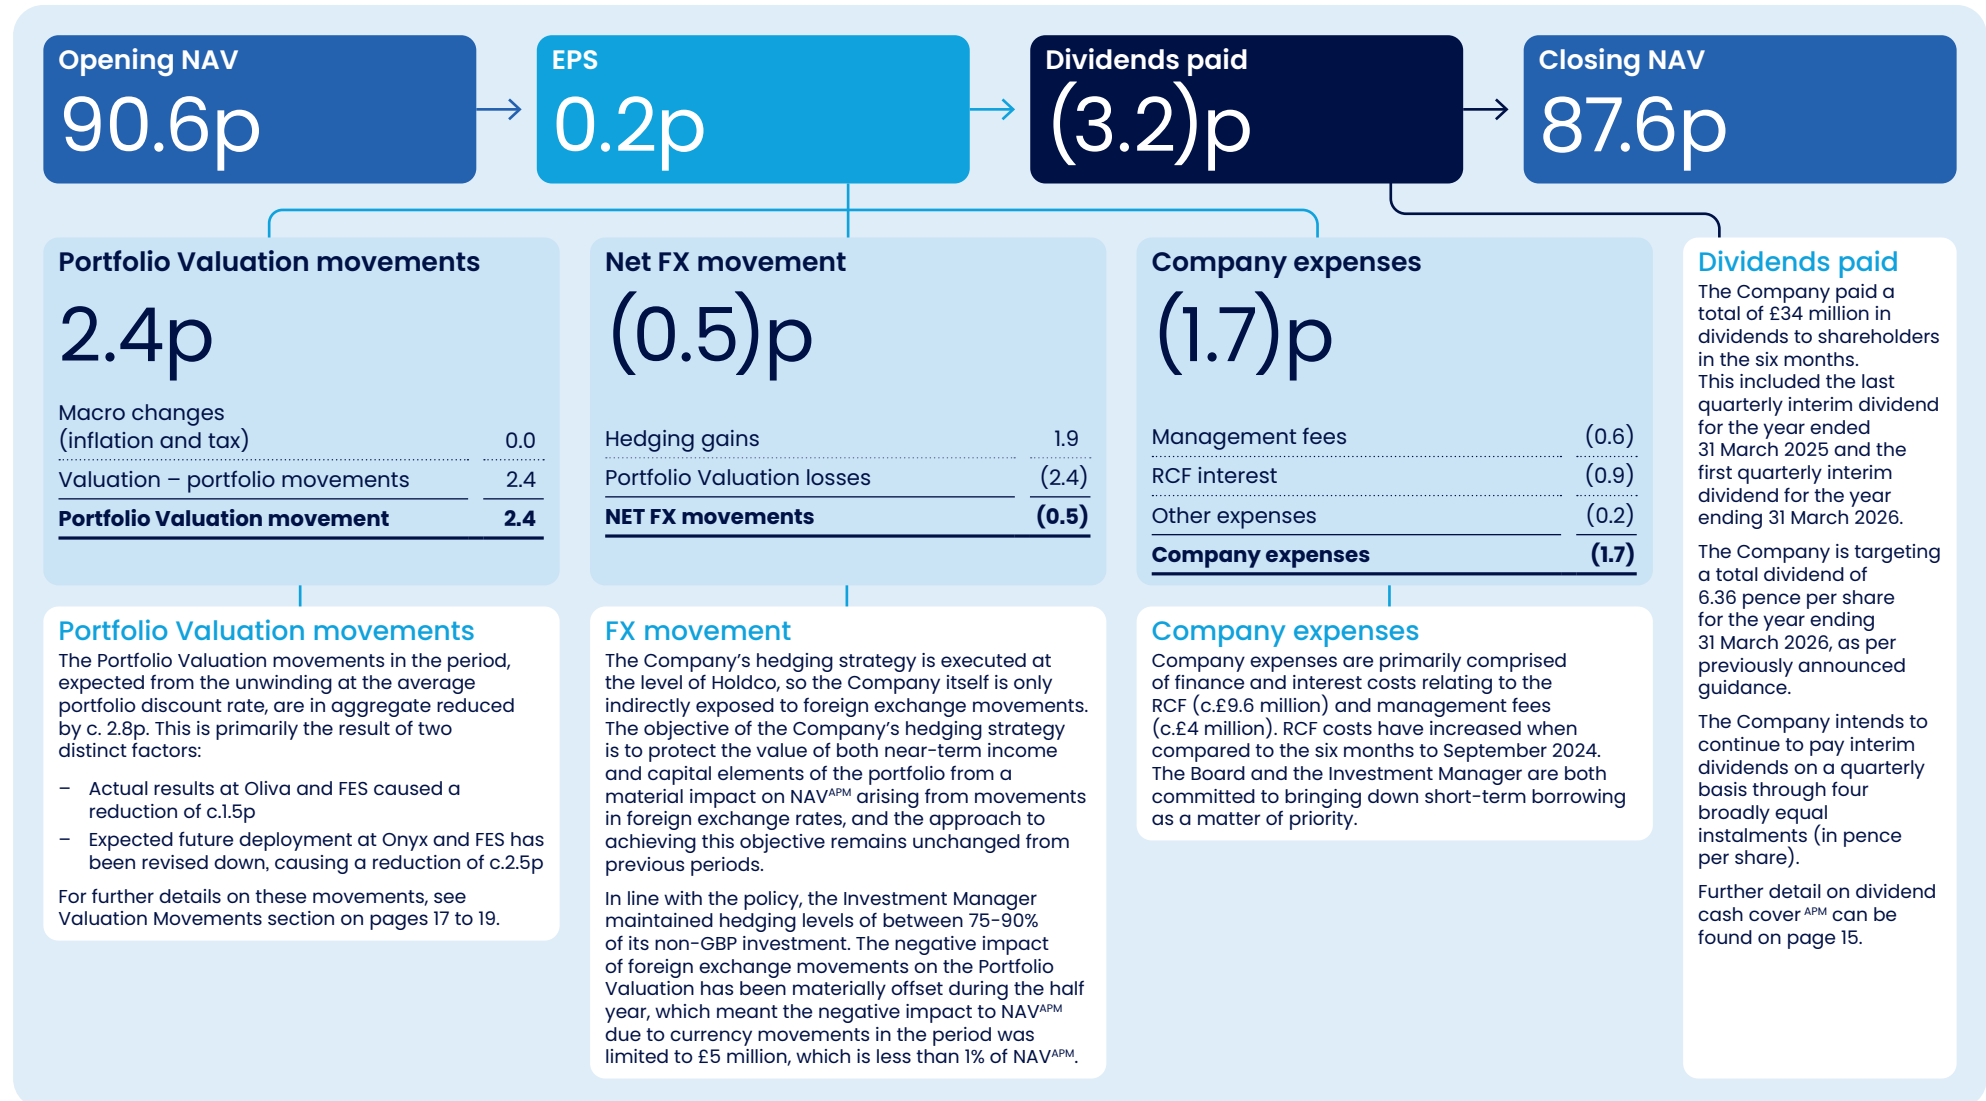 Opening NAV
90.6p
EPS
0.2p
Dividends paid
(3.2)p
Closing NAV
87.6p
Portfolio Valuation movements
2.4p
Macro changes
(inflation and tax) 0.0
Valuation – portfolio movements 2.4
Portfolio Valuation movement 2.4
Net FX movement
(0.5)p
Hedging gains 1.9
Portfolio Valuation losses (2.4)
NET FX movements (0.5)
Company expenses
(1.7)p
Management fees (0.6)
RCF interest (0.9)
Other expenses (0.2)
Company expenses (1.7)
Portfolio Valuation movements
The Portfolio Valuation movements in the period,
expected from the unwinding at the average
portfolio discount rate, are in aggregate reduced
by c. 2.8p. This is primarily the result of two
distinct factors:
– Actual results at Oliva and FES caused a
reduction of c.1.5p
– Expected future deployment at Onyx and FES has
been revised down, causing a reduction of c.2.5p
For further details on these movements, see
Valuation Movements section on pages 17 to 19.
FX movement
The Company’s hedging strategy is executed at
the level of Holdco, so the Company itself is only
indirectly exposed to foreign exchange movements.
The objective of the Company’s hedging strategy
is to protect the value of both near-term income
and capital elements of the portfolio from a
material impact on NAVAPM arising from movements
in foreign exchange rates, and the approach to
achieving this objective remains unchanged from
previous periods.
In line with the policy, the Investment Manager
maintained hedging levels of between 75-90%
of its non-GBP investment. The negative impact
of foreign exchange movements on the Portfolio
Valuation has been materially offset during the half
year, which meant the negative impact to NAVAPM
due to currency movements in the period was
limited to £5 million, which is less than 1% of NAVAPM.
Company expenses
Company expenses are primarily comprised
of finance and interest costs relating to the
RCF (c.£9.6 million) and management fees
(c.£4 million). RCF costs have increased when
compared to the six months to September 2024.
The Board and the Investment Manager are both
committed to bringing down short-term borrowing
as a matter of priority.
Dividends paid
The Company paid a
total of £34 million in
dividends to shareholders
in the six months.
This included the last
quarterly interim dividend
for the year ended
31 March 2025 and the
first quarterly interim
dividend for the year
ending 31 March 2026.
The Company is targeting
a total dividend of
6.36 pence per share
for the year ending
31 March 2026, as per
previously announced
guidance.
The Company intends to
continue to pay interim
dividends on a quarterly
basis through four
broadly equal
instalments (in pence
per share).
Further detail on dividend
cash cover APM can be
found on page 15.